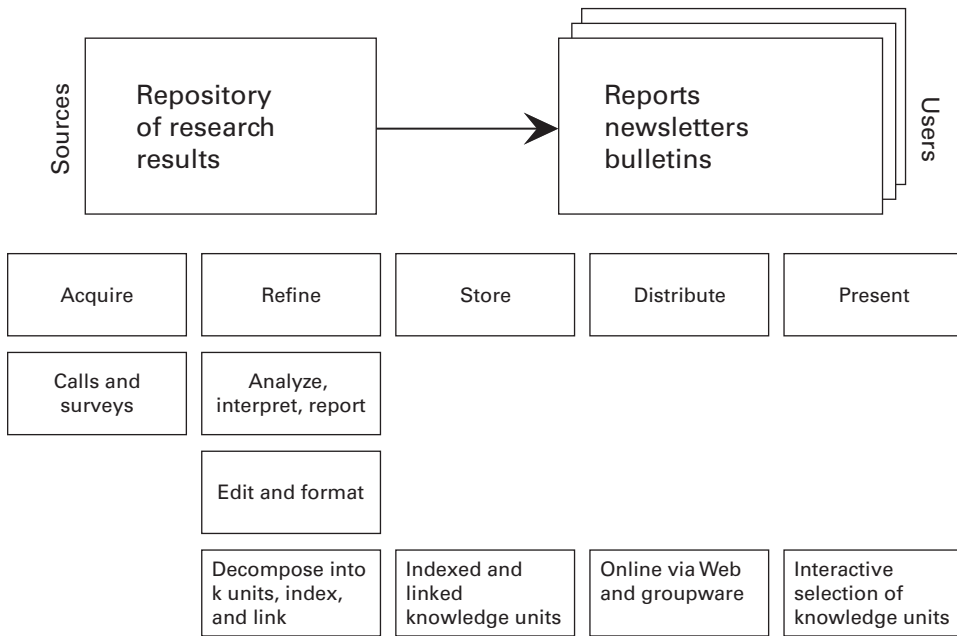 Sources
Repository
of research
results
Reports
newsletters
bulletins
Users
Acquire
Refine
Store
Distribute
Present
Calls and
surveys
Analyze,
interpret, report
Edit and format
Decompose into
k units, index,
and link
Indexed and
linked
knowledge units
Online via Web
and groupware
Interactive
selection of
knowledge units